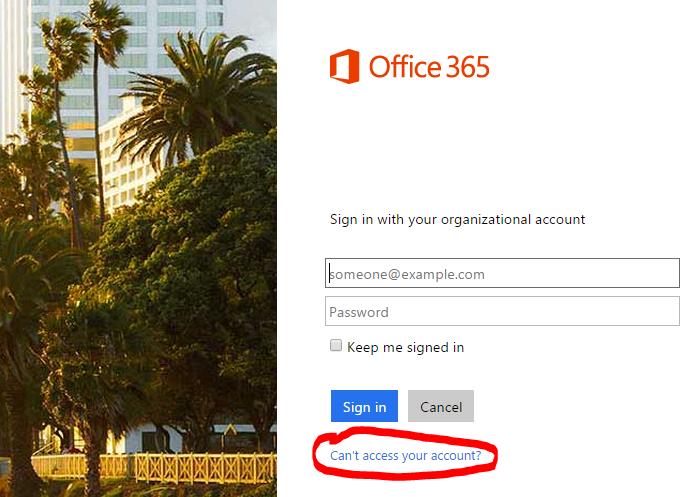 Office 365
Sign in with your organizational account
someone@example.com
Password
Keep me signed in
Sign in
Cancel
Can't access your account?